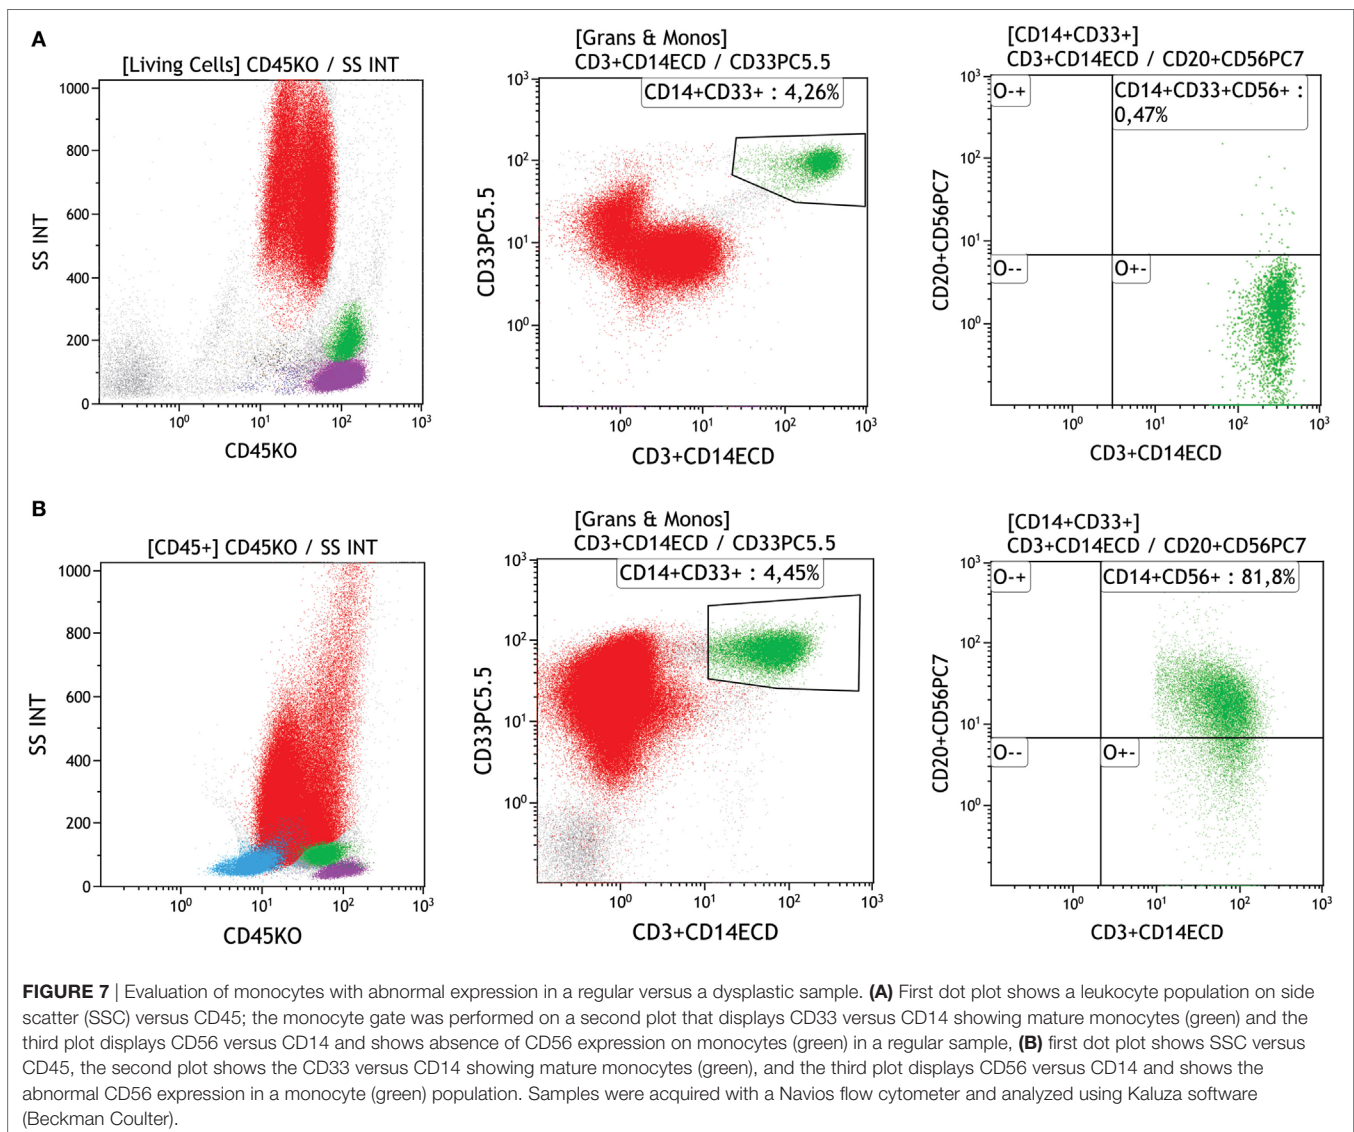 A
[Living Cells] CD45KO / SS INT
1000
800
600
400
200
0
SS INT
10⁰
10¹
10²
10³
CD45KO
[Grans & Monos]
CD3+CD14ECD / CD33PC5.5
CD14+CD33+ : 4,26%
10³
10²
10¹
10⁰
CD33PC5.5
10⁰
10¹
10²
10³
CD3+CD14ECD
[CD14+CD33+]
CD3+CD14ECD / CD20+CD56PC7
O-+
CD14+CD33+CD56+ :
0,47%
O--
O+-
10³
10²
10¹
10⁰
CD20+CD56PC7
10⁰
10¹
10²
10³
CD3+CD14ECD
B
[CD45+] CD45KO / SS INT
1000
800
600
400
200
0
SS INT
10⁰
10¹
10²
10³
CD45KO
[Grans & Monos]
CD3+CD14ECD / CD33PC5.5
CD14+CD33+ : 4,45%
10³
10²
10¹
10⁰
CD33PC5.5
10⁰
10¹
10²
10³
CD3+CD14ECD
[CD14+CD33+]
CD3+CD14ECD / CD20+CD56PC7
O-+
CD14+CD56+ : 81,8%
O--
O+-
10³
10²
10¹
10⁰
CD20+CD56PC7
10⁰
10¹
10²
10³
CD3+CD14ECD
FIGURE 7 | Evaluation of monocytes with abnormal expression in a regular versus a dysplastic sample. (A) First dot plot shows a leukocyte population on side
scatter (SSC) versus CD45; the monocyte gate was performed on a second plot that displays CD33 versus CD14 showing mature monocytes (green) and the
third plot displays CD56 versus CD14 and shows absence of CD56 expression on monocytes (green) in a regular sample, (B) first dot plot shows SSC versus
CD45, the second plot shows the CD33 versus CD14 showing mature monocytes (green), and the third plot displays CD56 versus CD14 and shows the
abnormal CD56 expression in a monocyte (green) population. Samples were acquired with a Navios flow cytometer and analyzed using Kaluza software
(Beckman Coulter).